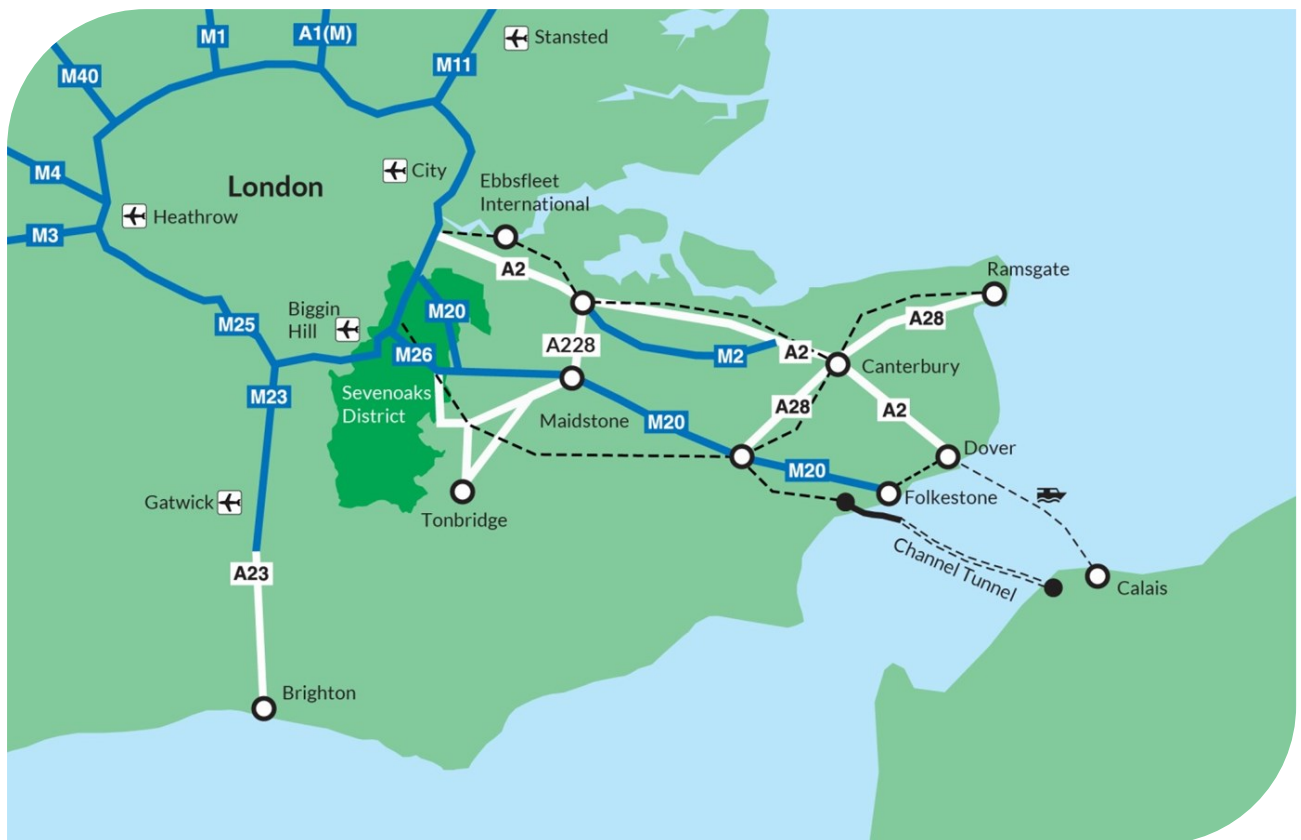 M1
A1(M)
Stansted
M40
M11
M4
City
London
Ebbsfleet
International
Heathrow
M3
A2
Ramsgate
Biggin
Hill
M20
M25
A28
A228
M26
M2
A2
Canterbury
M23
Sevenoaks
District
A28
A2
Maidstone
M20
Dover
M20
Gatwick
Folkestone
Tonbridge
Channel Tunnel
A23
Calais
Brighton